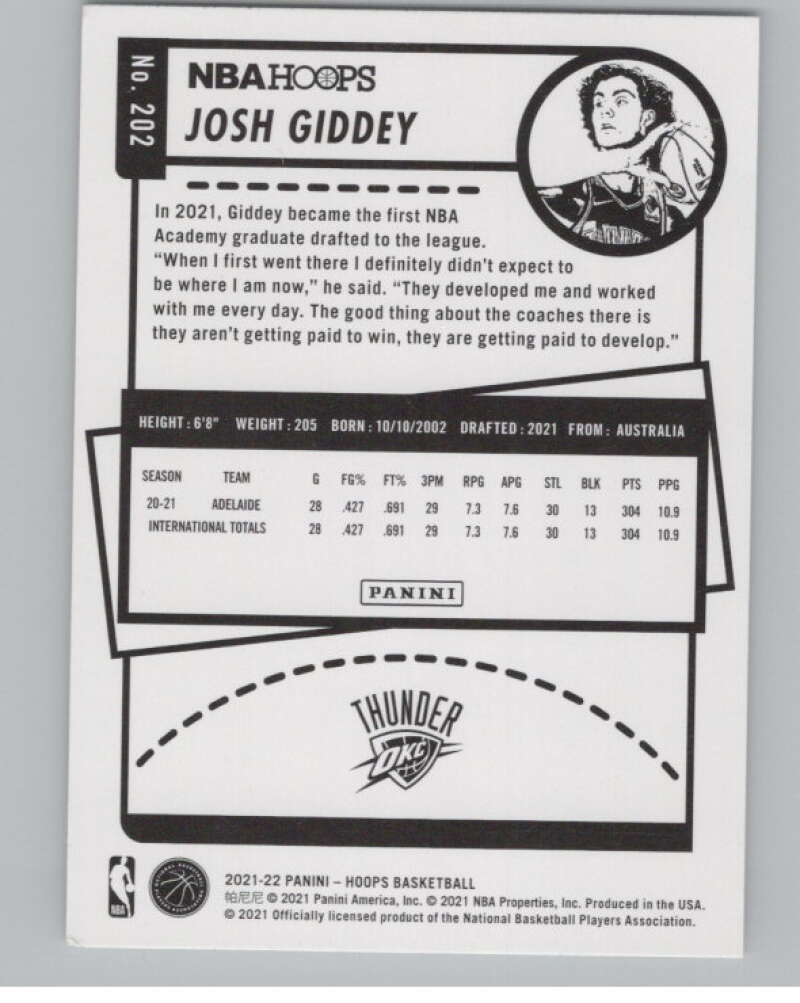 No. 202
NBA HOOPS
JOSH GIDDEY
In 2021, Giddey became the first NBA
Academy graduate drafted to the league.
“When I first went there I definitely didn’t expect to
be where I am now,” he said. “They developed me and worked
with me every day. The good thing about the coaches there is
they aren’t getting paid to win, they are getting paid to develop.”
HEIGHT: 6'8" WEIGHT: 205 BORN: 10/10/2002 DRAFTED: 2021 FROM: AUSTRALIA
SEASON TEAM G FG% FT% 3PM RPG APG STL BLK PTS PPG
20-21 ADELAIDE 28 .427 .691 29 7.3 7.6 30 13 304 10.9
INTERNATIONAL TOTALS 28 .427 .691 29 7.3 7.6 30 13 304 10.9
PANINI
THUNDER
OKC
NBA
2021-22 PANINI – HOOPS BASKETBALL
帕尼尼 © 2021 Panini America, Inc. © 2021 NBA Properties, Inc. Produced in the USA.
© 2021 Officially licensed product of the National Basketball Players Association.